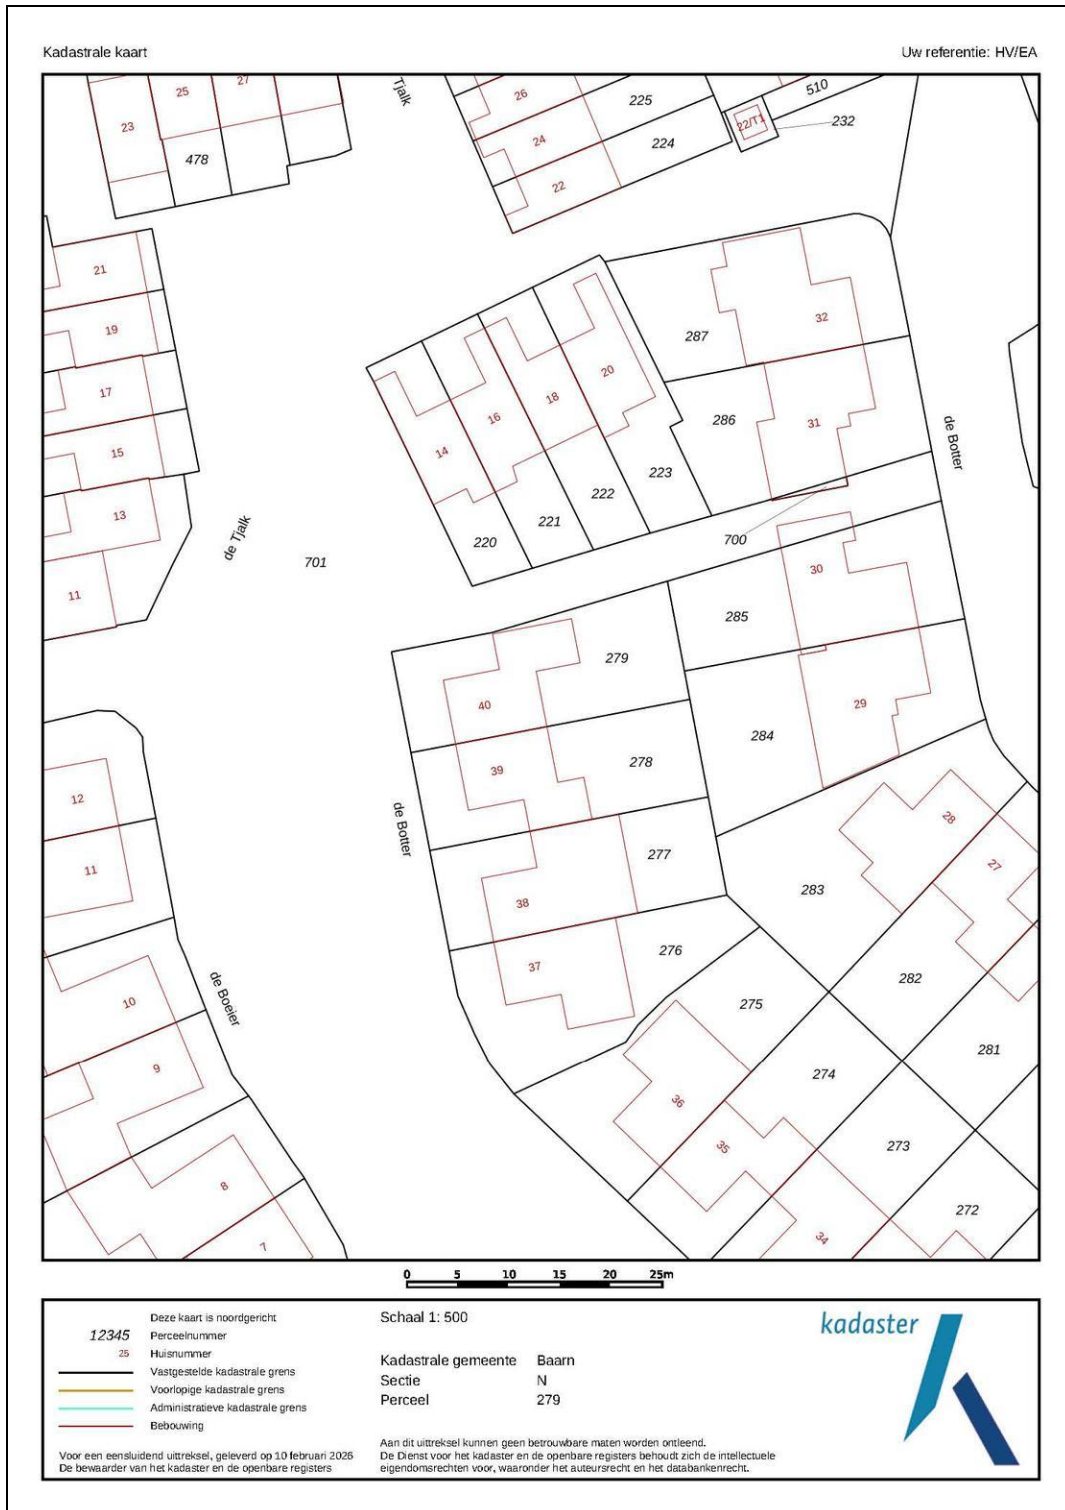 Kadastrale kaart
Uw referentie: HV/EA
23
25
27
478
Tjalk
26
24
22
225
224
510
22/T1
232
21
19
17
15
13
11
14
16
18
20
220
221
222
223
287
286
32
31
de Botter
de Tjalk
701
700
30
285
29
284
279
40
39
278
277
38
37
276
de Botter
12
11
10
9
8
7
de Boeier
28
27
283
282
281
275
274
273
272
36
35
34
0 5 10 15 20 25m
Deze kaart is noordgericht
12345 Perceelnummer
25 Huisnummer
Vastgestelde kadastrale grens
Voorlopige kadastrale grens
Administratieve kadastrale grens
Bebouwing
Voor een eensluidend uittreksel, geleverd op 10 februari 2026
De bewaarder van het kadaster en de openbare registers
Schaal 1: 500
Kadastrale gemeente Baarn
Sectie N
Perceel 279
Aan dit uittreksel kunnen geen betrouwbare maten worden ontleend.
De Dienst voor het kadaster en de openbare registers behoudt zich de intellectuele
eigendomsrechten voor, waaronder het auteursrecht en het databankenrecht.
kadaster